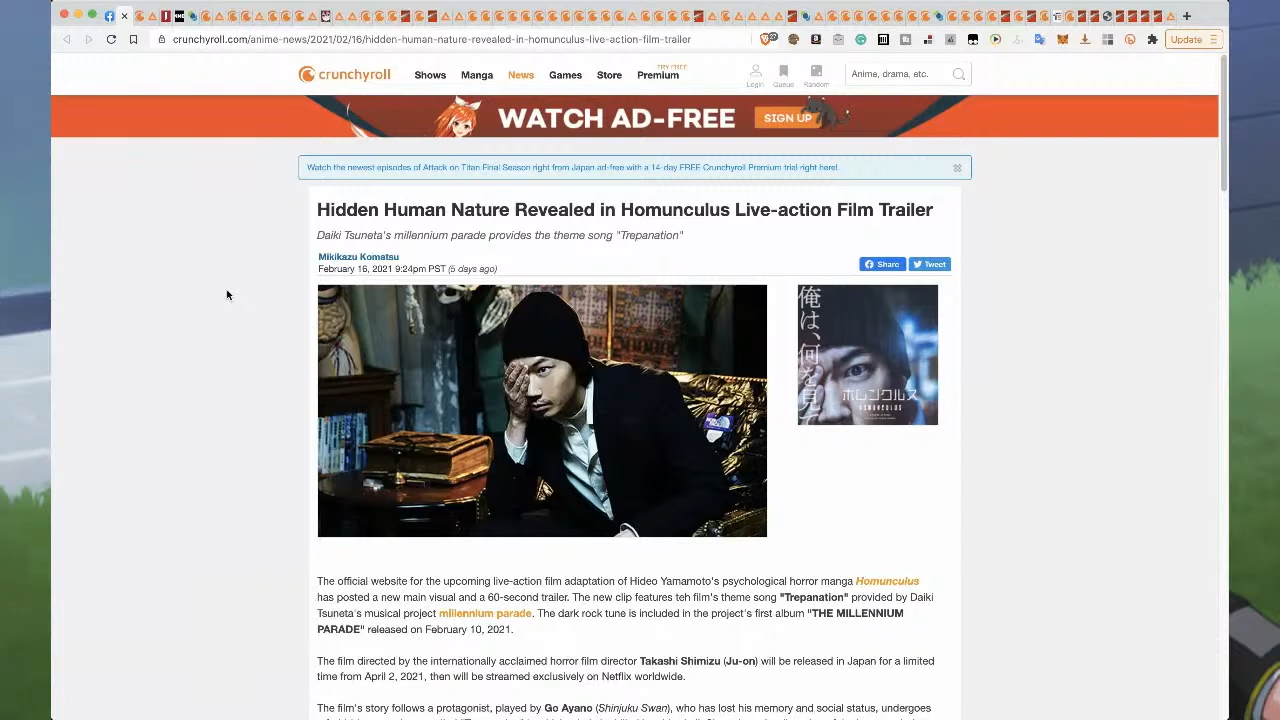 crunchyroll.com/anime-news/2021/02/16/hidden-human-nature-revealed-in-homunculus-live-action-film-trailer
Update
crunchyroll
Shows
Manga
News
Games
Store
TRY FREE
Premium
Login
Queue
Random
Anime, drama, etc.
WATCH AD-FREE
SIGN UP
Watch the newest episodes of Attack on Titan Final Season right from Japan ad-free with a 14-day FREE Crunchyroll Premium trial right here!
Hidden Human Nature Revealed in Homunculus Live-action Film Trailer
Daiki Tsuneta's millennium parade provides the theme song "Trepanation"
Mikikazu Komatsu
February 16, 2021 9:24pm PST (5 days ago)
Share
Tweet
俺は、何を見て
ホムンクルス
HOMUNCULUS
The official website for the upcoming live-action film adaptation of Hideo Yamamoto's psychological horror manga Homunculus
has posted a new main visual and a 60-second trailer. The new clip features teh film's theme song "Trepanation" provided by Daiki
Tsuneta's musical project millennium parade. The dark rock tune is included in the project's first album "THE MILLENNIUM
PARADE" released on February 10, 2021.
The film directed by the internationally acclaimed horror film director Takashi Shimizu (Ju-on) will be released in Japan for a limited
time from April 2, 2021, then will be streamed exclusively on Netflix worldwide.
The film's story follows a protagonist, played by Go Ayano (Shinjuku Swan), who has lost his memory and social status, undergoes